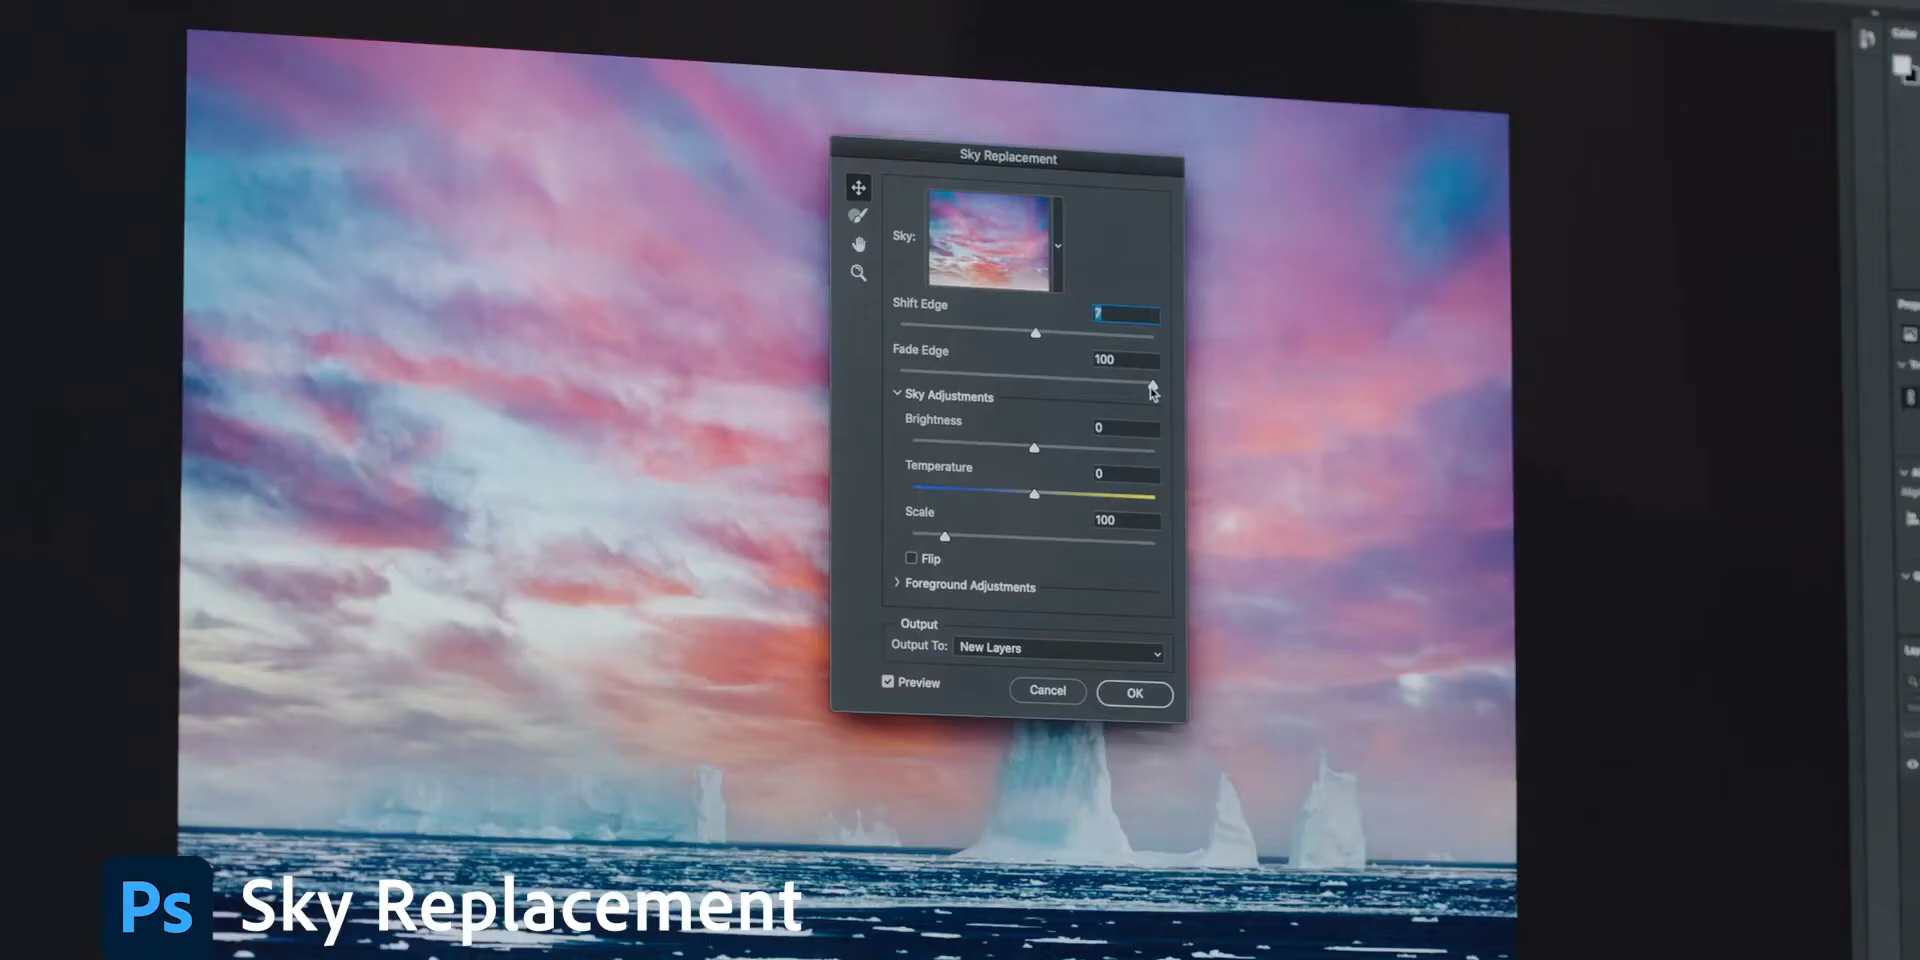 Sky Replacement
Sky:
Shift Edge
7
Fade Edge
100
Sky Adjustments
Brightness
0
Temperature
0
Scale
100
Flip
Foreground Adjustments
Output
Output To: New Layers
Preview
Cancel
OK
Color
Ps Sky Replacement